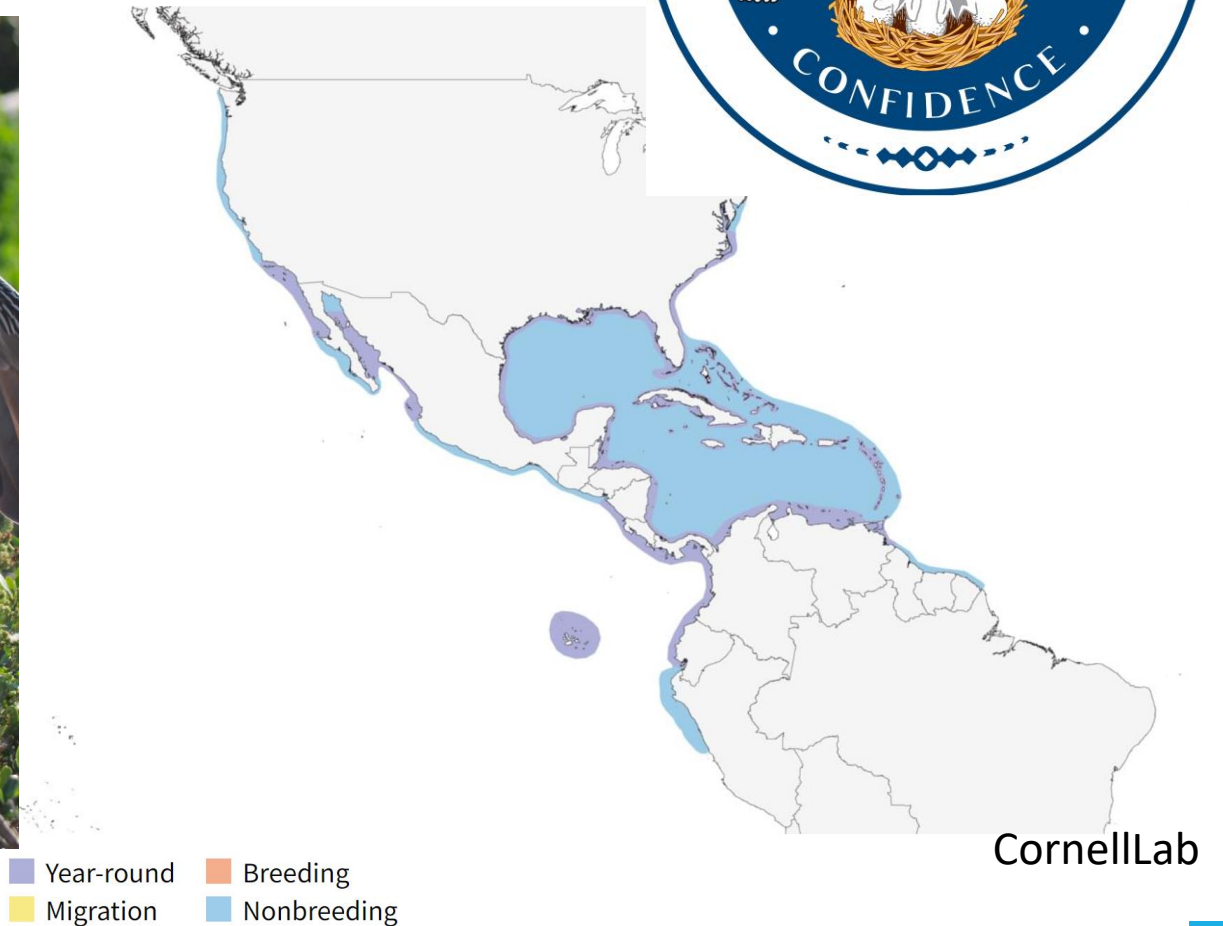 CONFIDENCE
CornellLab
Year-round
Breeding
Migration
Nonbreeding